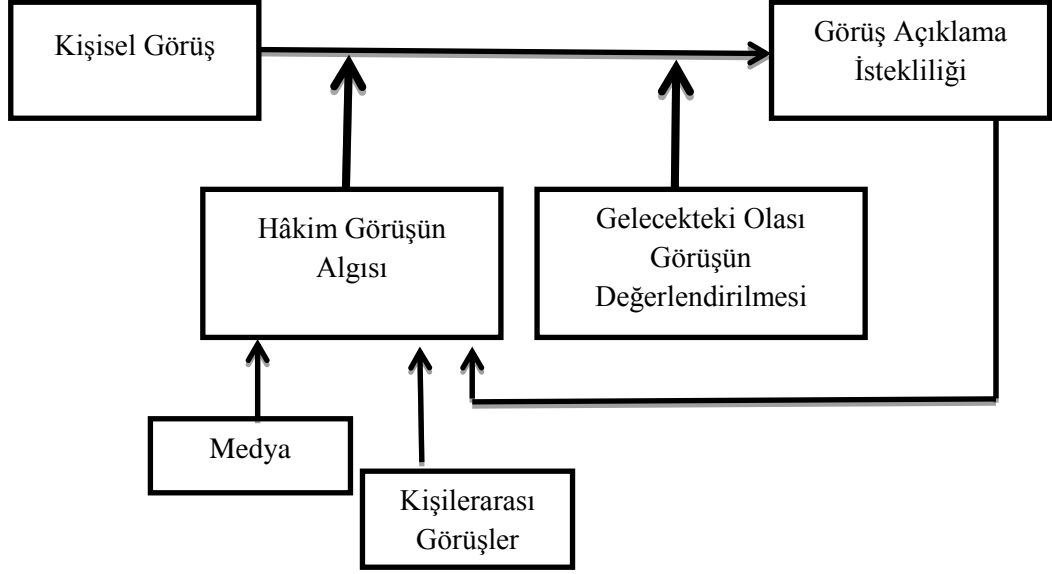 Kişisel Görüş
Görüş Açıklama
İstekliliği
Hâkim Görüşün
Algısı
Gelecekteki Olası
Görüşün
Değerlendirilmesi
Medya
Kişilerarası
Görüşler